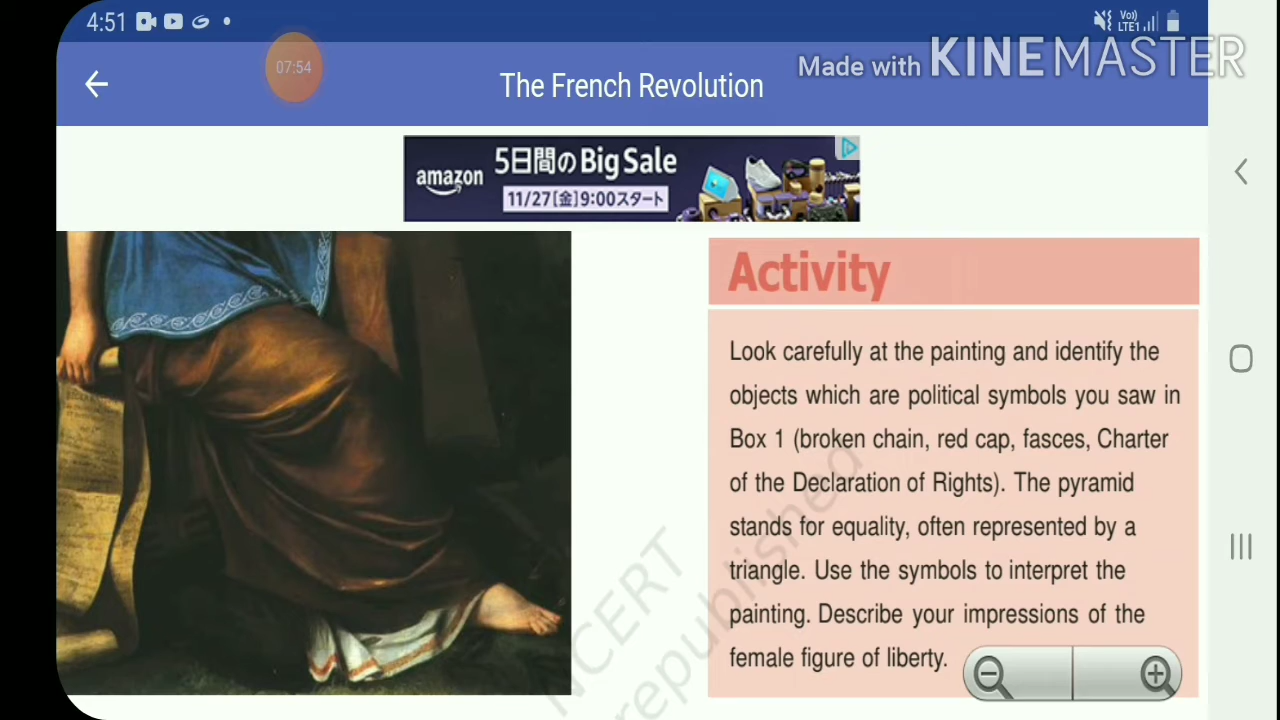 4:51
Vo))
LTE1
07:54
The French Revolution
Made with KINEMASTER
amazon
5日間のBig Sale
11/27[金]9:00スタート
Activity
Look carefully at the painting and identify the
objects which are political symbols you saw in
Box 1 (broken chain, red cap, fasces, Charter
of the Declaration of Rights). The pyramid
stands for equality, often represented by a
triangle. Use the symbols to interpret the
painting. Describe your impressions of the
female figure of liberty.
NCERT
republished